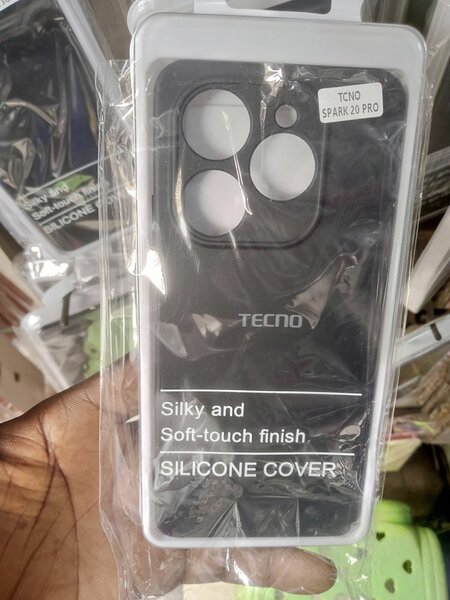 TCNO
SPARK 20 PRO
TECNO
Silky and
Soft-touch finish
SILICONE COVER
Silky and
Soft-touch finish
SILICONE COVER